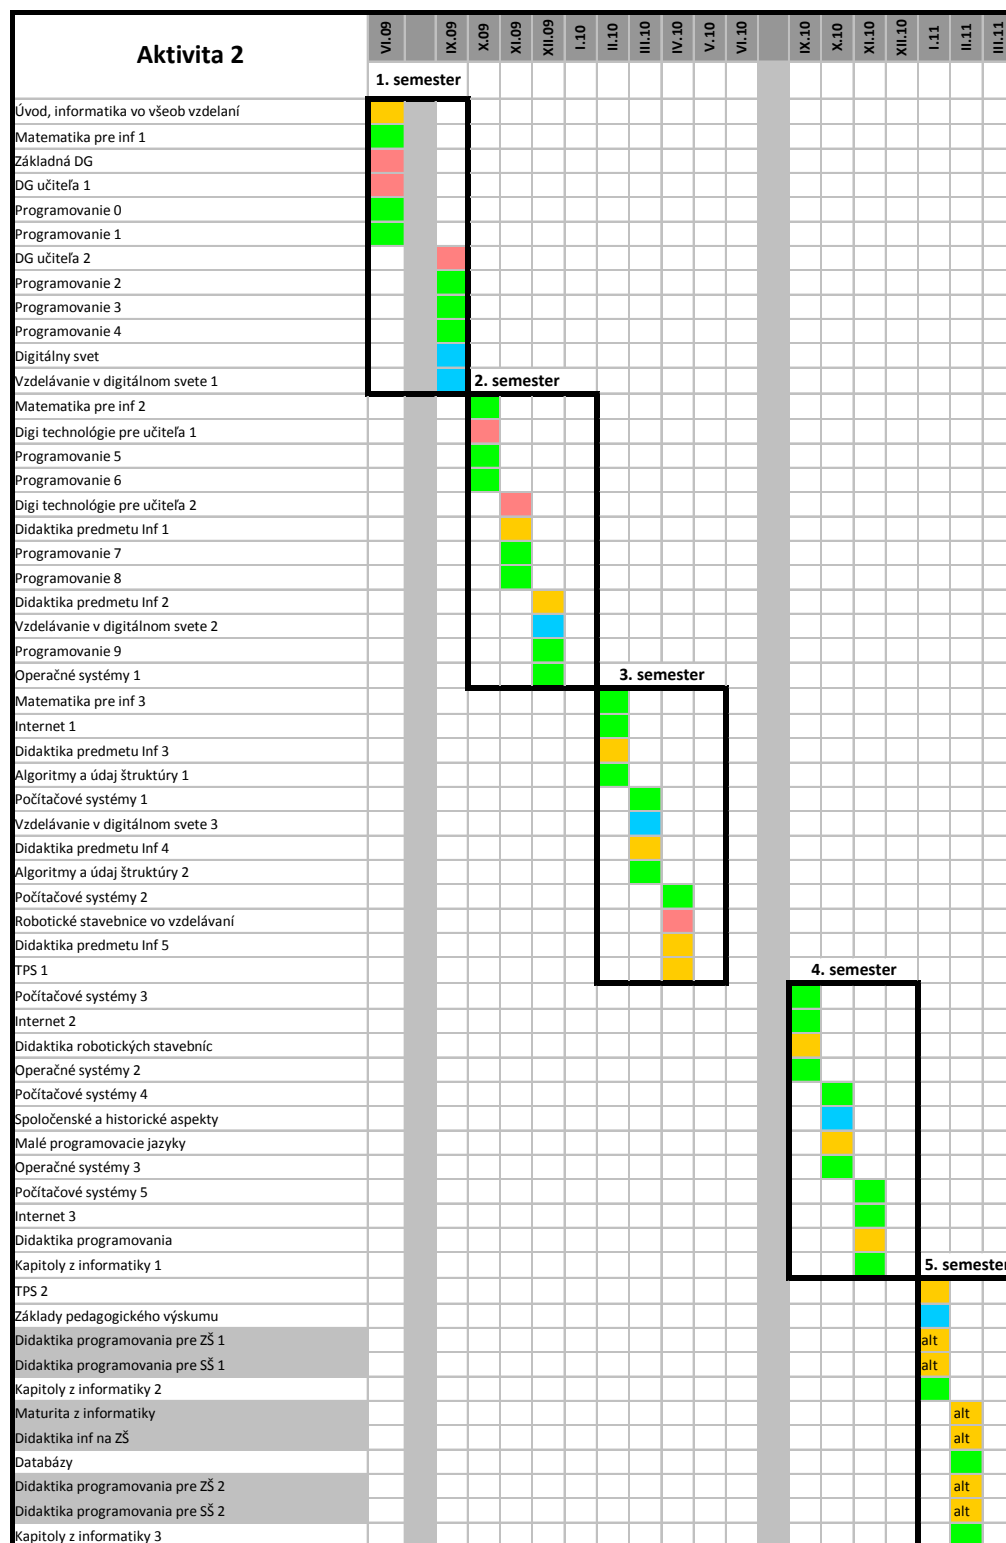 Aktivita 2
VI.09 IX.09 X.09 XI.09 XII.09 I.10 II.10 III.10 IV.10 V.10 VI.10 IX.10 X.10 XI.10 XII.10 I.11 II.11 III.11
1. semester
Úvod, informatika vo všeob vzdelaní
Matematika pre inf 1
Základná DG
DG učiteľa 1
Programovanie 0
Programovanie 1
DG učiteľa 2
Programovanie 2
Programovanie 3
Programovanie 4
Digitálny svet
Vzdelávanie v digitálnom svete 1 2. semester
Matematika pre inf 2
Digi technológie pre učiteľa 1
Programovanie 5
Programovanie 6
Digi technológie pre učiteľa 2
Didaktika predmetu Inf 1
Programovanie 7
Programovanie 8
Didaktika predmetu Inf 2
Vzdelávanie v digitálnom svete 2
Programovanie 9
Operačné systémy 1 3. semester
Matematika pre inf 3
Internet 1
Didaktika predmetu Inf 3
Algoritmy a údaj štruktúry 1
Počítačové systémy 1
Vzdelávanie v digitálnom svete 3
Didaktika predmetu Inf 4
Algoritmy a údaj štruktúry 2
Počítačové systémy 2
Robotické stavebnice vo vzdelávaní
Didaktika predmetu Inf 5
TPS 1 4. semester
Počítačové systémy 3
Internet 2
Didaktika robotických stavebníc
Operačné systémy 2
Počítačové systémy 4
Spoločenské a historické aspekty
Malé programovacie jazyky
Operačné systémy 3
Počítačové systémy 5
Internet 3
Didaktika programovania
Kapitoly z informatiky 1 5. semester
TPS 2
Základy pedagogického výskumu
Didaktika programovania pre ZŠ 1 alt
Didaktika programovania pre SŠ 1 alt
Kapitoly z informatiky 2
Maturita z informatiky alt
Didaktika inf na ZŠ alt
Databázy
Didaktika programovania pre ZŠ 2 alt
Didaktika programovania pre SŠ 2 alt
Kapitoly z informatiky 3